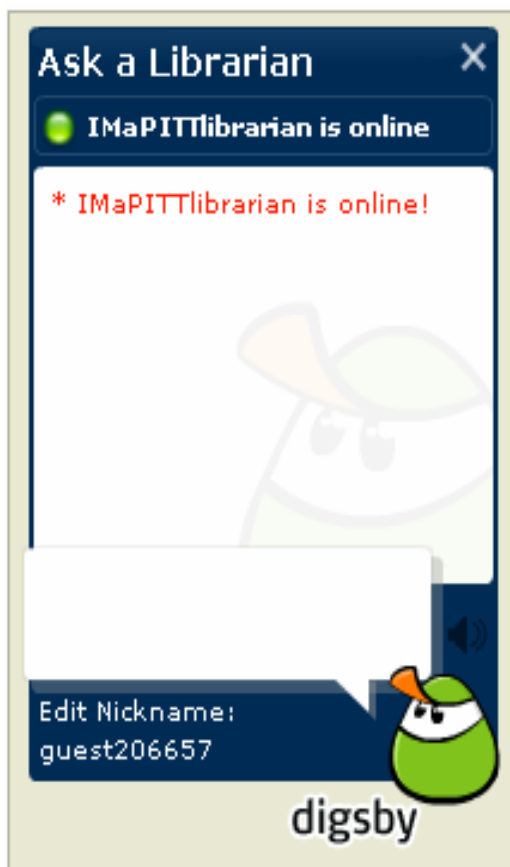 Ask a Librarian
IMaPITTlibrarian is online
* IMaPITTlibrarian is online!
Edit Nickname:
guest206657
digsby